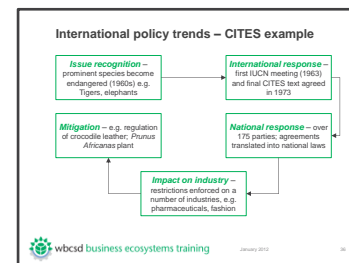 International policy trends – CITES example
Issue recognition –
prominent species become
endangered (1960s) e.g.
Tigers, elephants
International response –
first IUCN meeting (1963)
and final CITES text agreed
in 1973
Mitigation – e.g. regulation
of crocodile leather; Prunus
Africanas plant
National response – over
175 parties; agreements
translated into national laws
Impact on industry –
restrictions enforced on a
number of industries, e.g.
pharmaceuticals, fashion
wbcsd business ecosystems training
January 2012